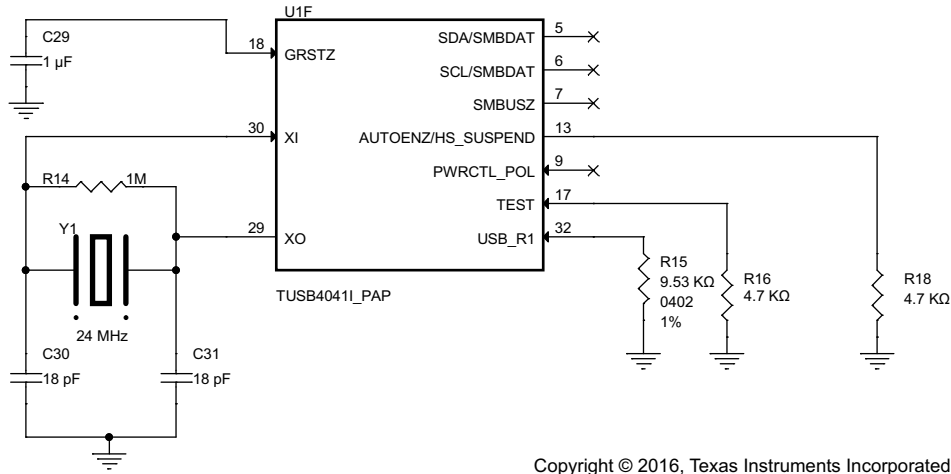 U1F
C29
1 µF
18
GRSTZ
SDA/SMBDAT
5
SCL/SMBDAT
6
SMBUSZ
7
30
XI
AUTOENZ/HS_SUSPEND
13
PWRCTL_POL
9
R14
1M
TEST
17
Y1
29
XO
USB_R1
32
R15
9.53 KΩ
0402
1%
R16
4.7 KΩ
R18
4.7 KΩ
TUSB4041I_PAP
24 MHz
C30
18 pF
C31
18 pF
Copyright © 2016, Texas Instruments Incorporated